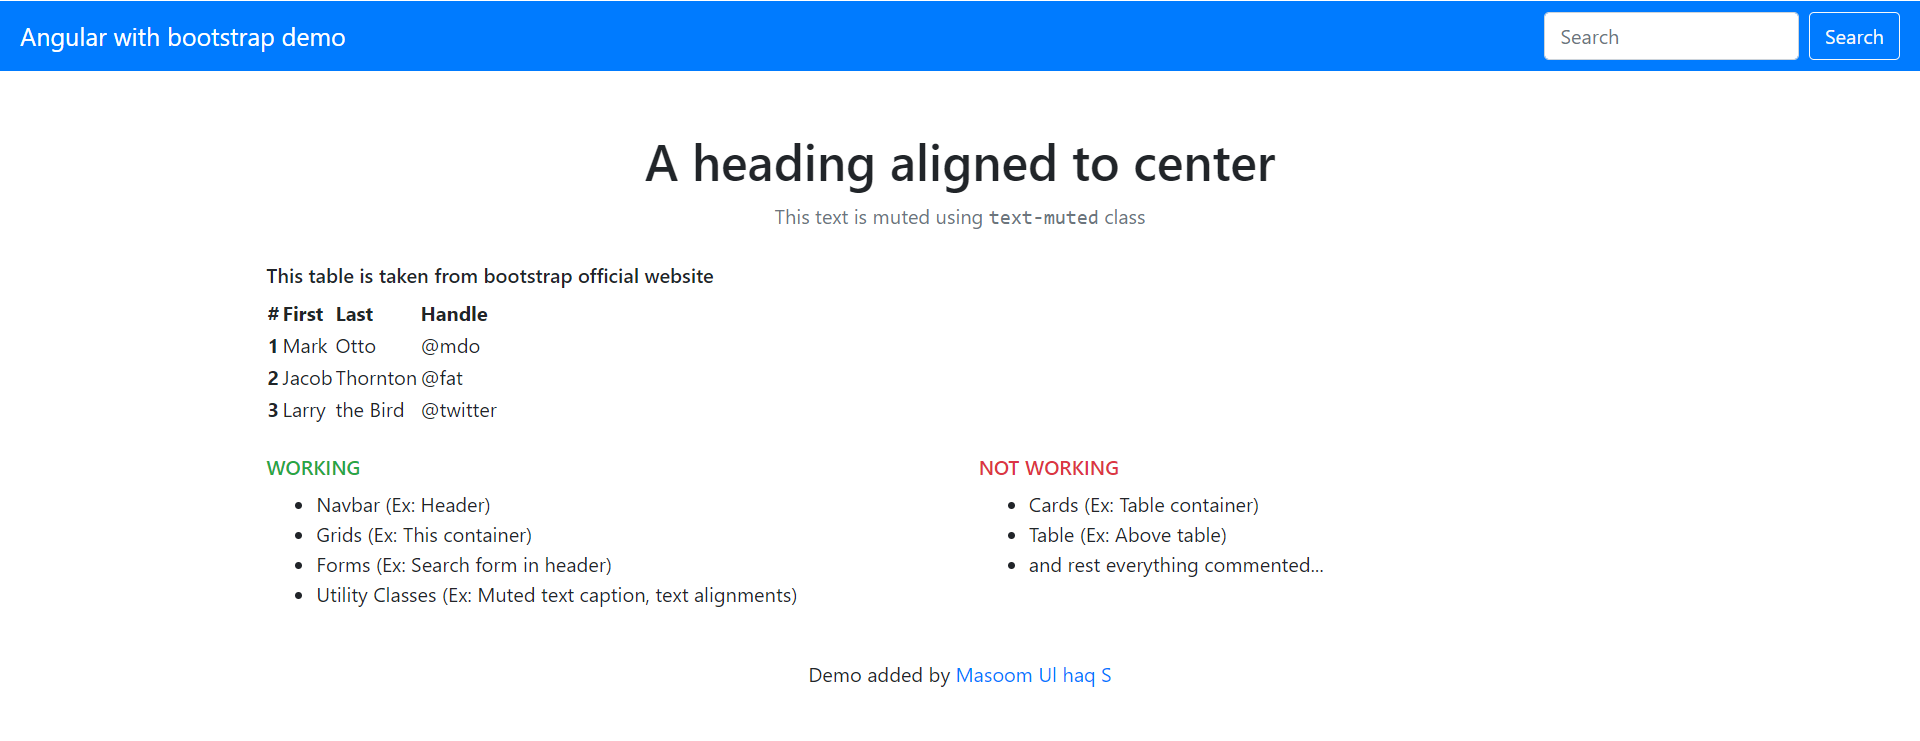 Angular with bootstrap demo Search Search
A heading aligned to center
This text is muted using text-muted class
This table is taken from bootstrap official website
# First Last Handle
1 Mark Otto @mdo
2 Jacob Thornton @fat
3 Larry the Bird @twitter
WORKING
Navbar (Ex: Header)
Grids (Ex: This container)
Forms (Ex: Search form in header)
Utility Classes (Ex: Muted text caption, text alignments)
NOT WORKING
Cards (Ex: Table container)
Table (Ex: Above table)
and rest everything commented...
Demo added by Masoom Ul haq S